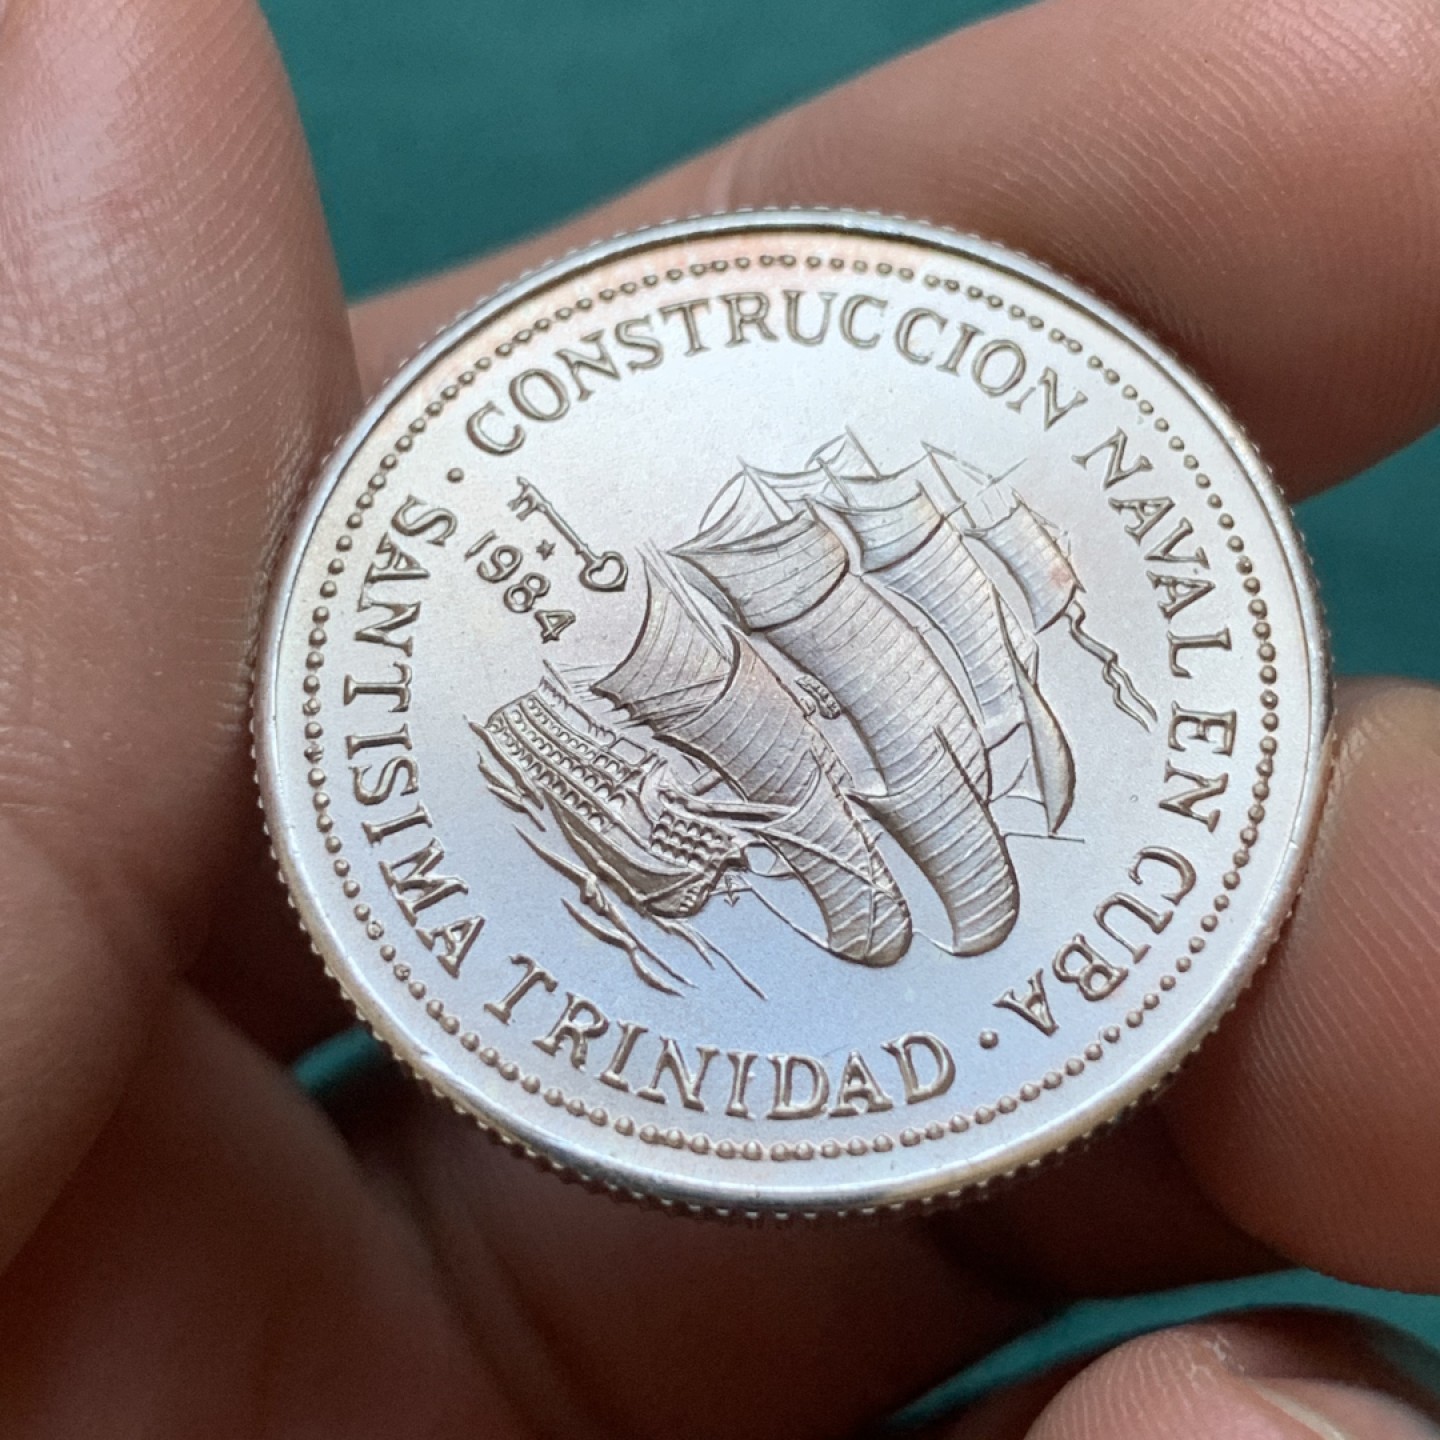 CONSTRUCCION NAVAL EN CUBA
1984
SANTISIMA TRINIDAD